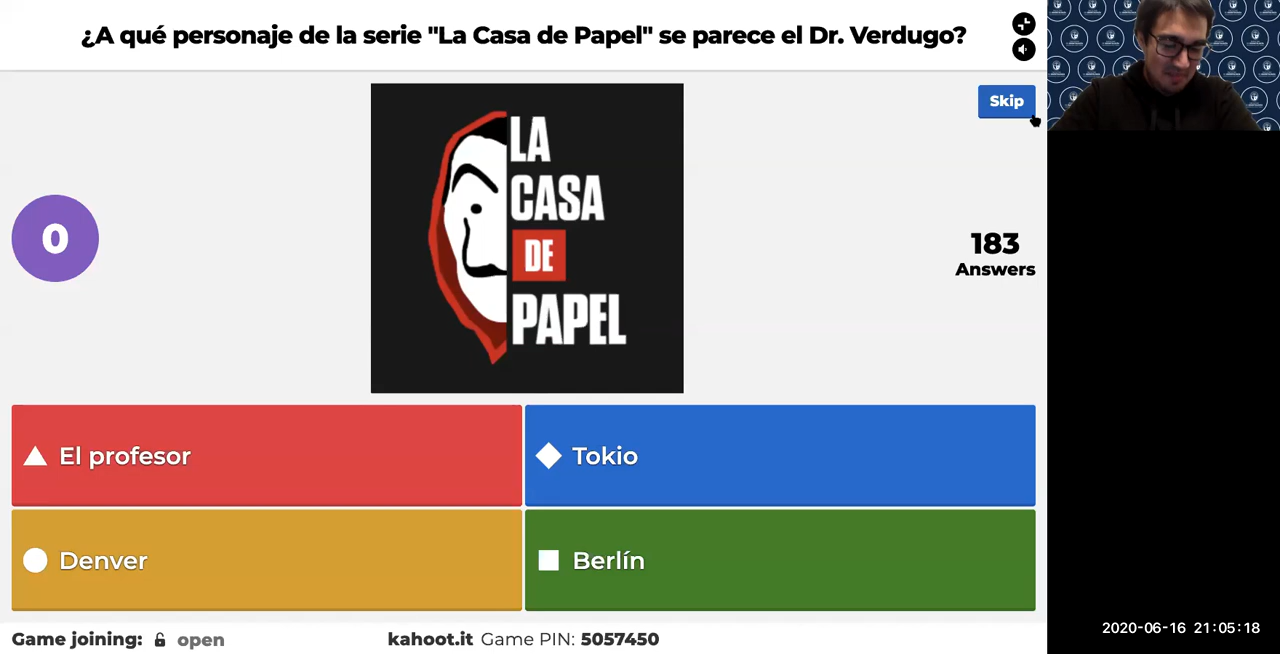 ¿A qué personaje de la serie "La Casa de Papel" se parece el Dr. Verdugo?
Skip
LA
CASA
DE
PAPEL
0
183
Answers
El profesor
Tokio
Denver
Berlín
Game joining: open
kahoot.it Game PIN: 5057450
2020-06-16 21:05:18